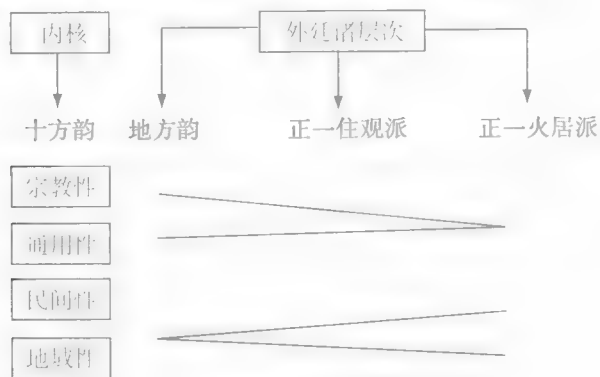 内核 外延诸层次
十方韵 地方韵 正一住观派 正一火居派
宗教性
通用性
民间性
地域性